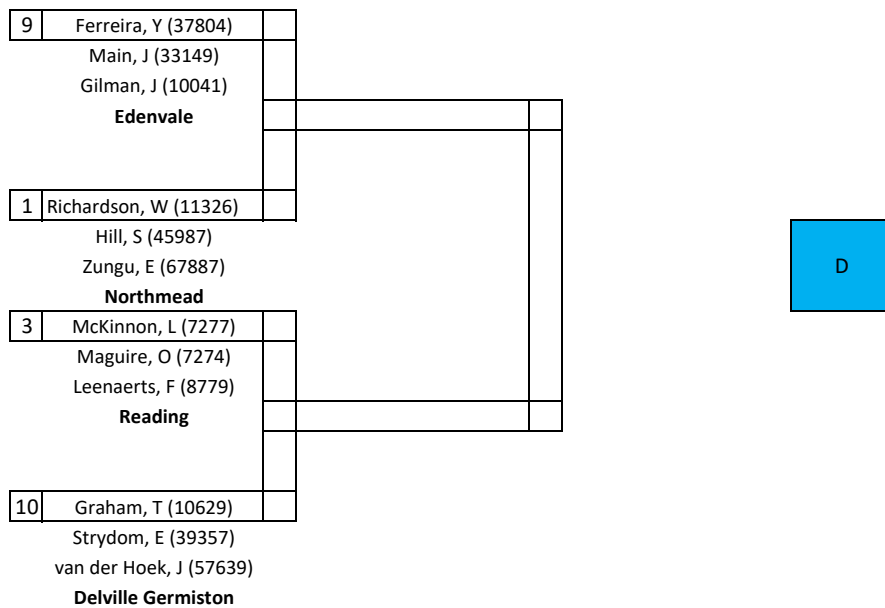 9 Ferreira, Y (37804)
Main, J (33149)
Gilman, J (10041)
Edenvale
1 Richardson, W (11326)
Hill, S (45987)
Zungu, E (67887)
Northmead
D
3 McKinnon, L (7277)
Maguire, O (7274)
Leenaerts, F (8779)
Reading
10 Graham, T (10629)
Strydom, E (39357)
van der Hoek, J (57639)
Delville Germiston